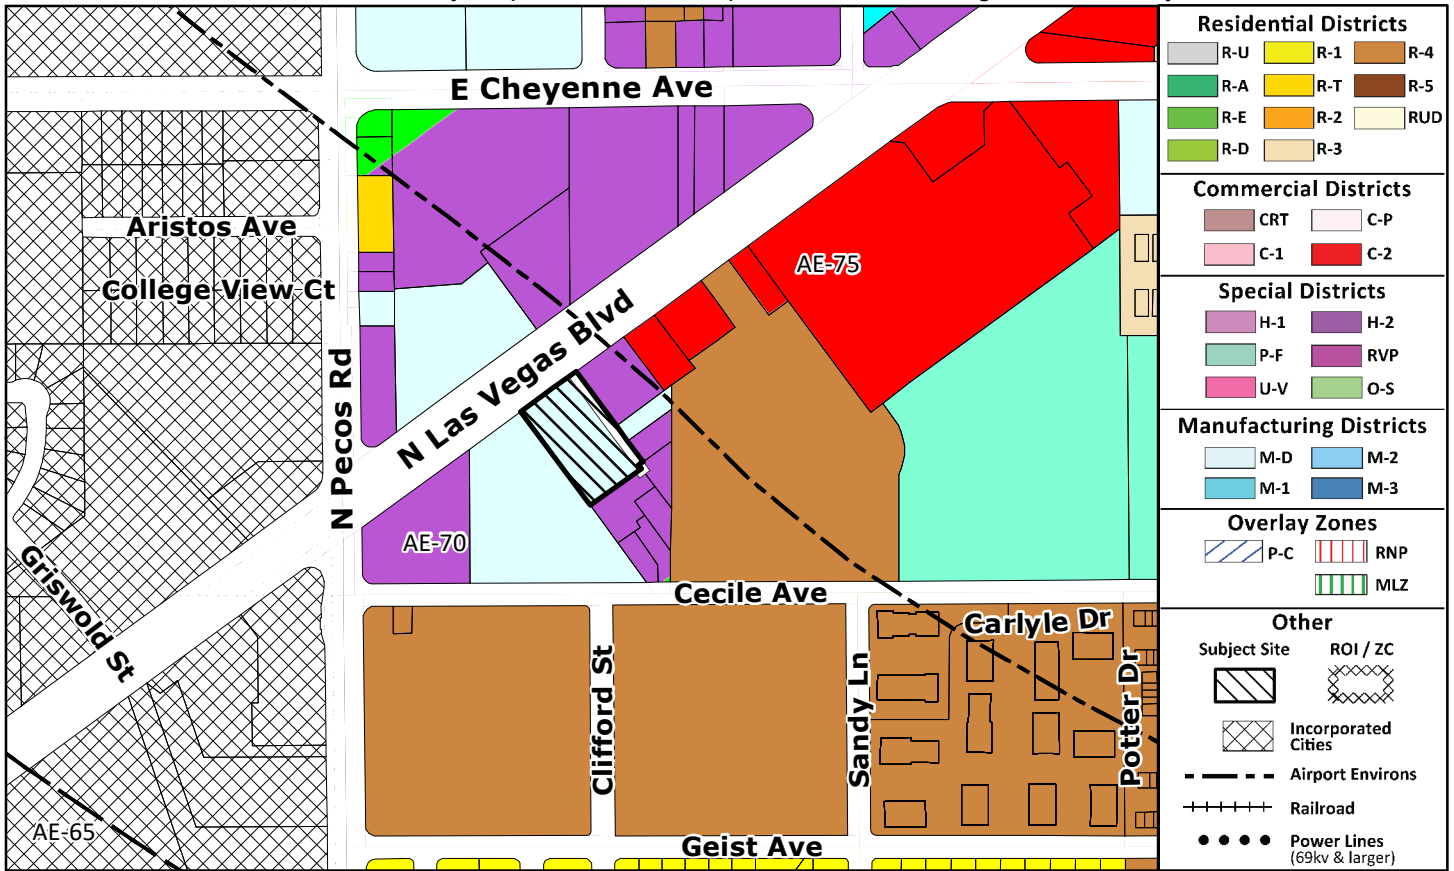 E Cheyenne Ave
Aristos Ave
College View Ct
AE-75
N Las Vegas Blvd
N Pecos Rd
AE-70
Griswold St
Cecile Ave
Carlyle Dr
Clifford St
Sandy Ln
Potter Dr
AE-65
Geist Ave
Residential Districts
R-U R-1 R-4
R-A R-T R-5
R-E R-2 RUD
R-D R-3
Commercial Districts
CRT C-P
C-1 C-2
Special Districts
H-1 H-2
P-F RVP
U-V O-S
Manufacturing Districts
M-D M-2
M-1 M-3
Overlay Zones
P-C RNP
MLZ
Other
Subject Site ROI / ZC
Incorporated
Cities
Airport Environs
Railroad
Power Lines
(69kv & larger)